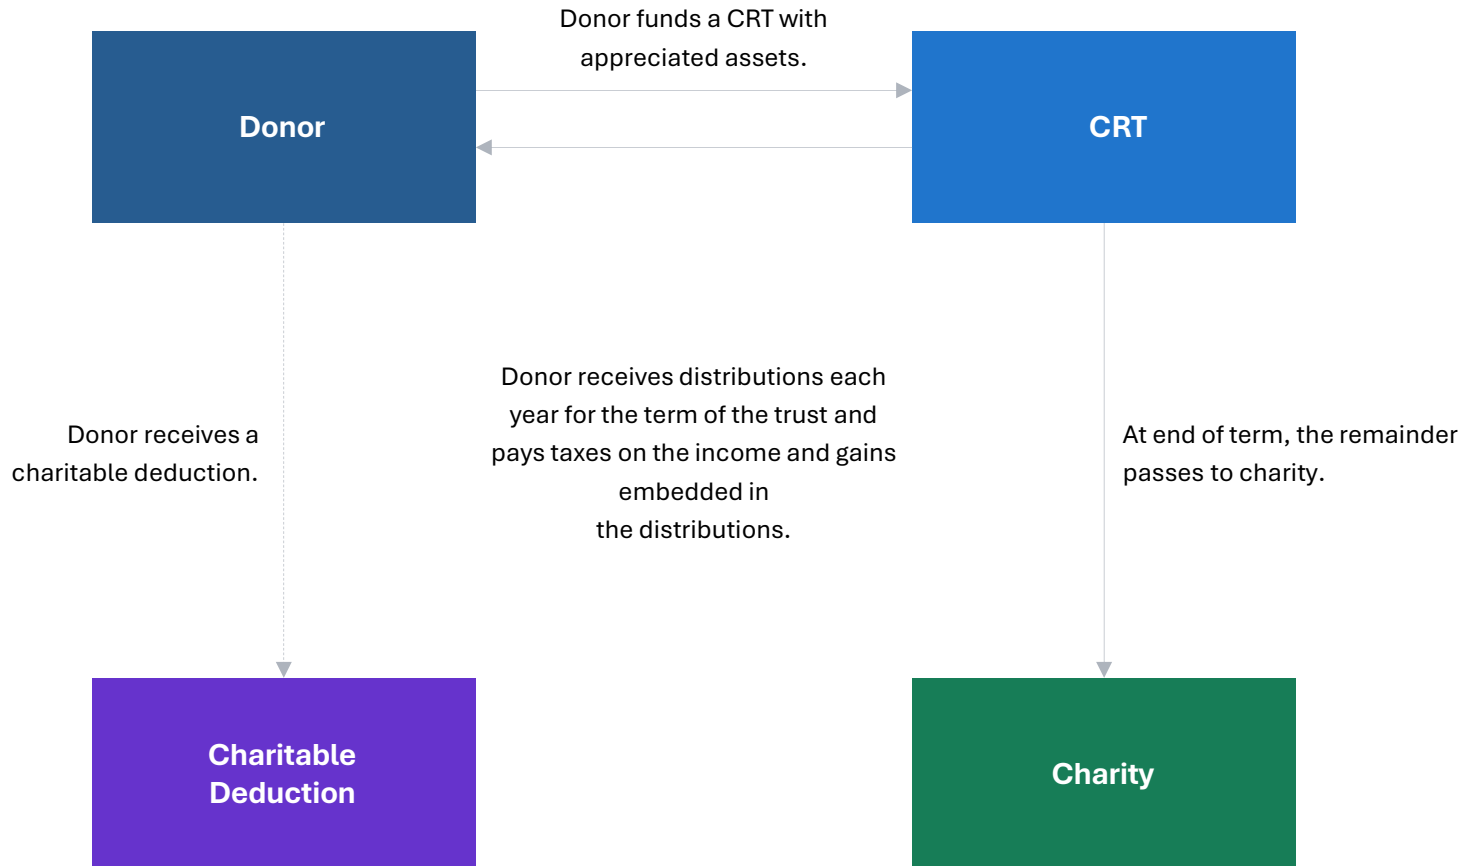 Donor funds a CRT with
appreciated assets.
Donor
CRT
Donor receives distributions each
year for the term of the trust and
pays taxes on the income and gains
embedded in
the distributions.
Donor receives a
charitable deduction.
At end of term, the remainder
passes to charity.
Charitable
Deduction
Charity